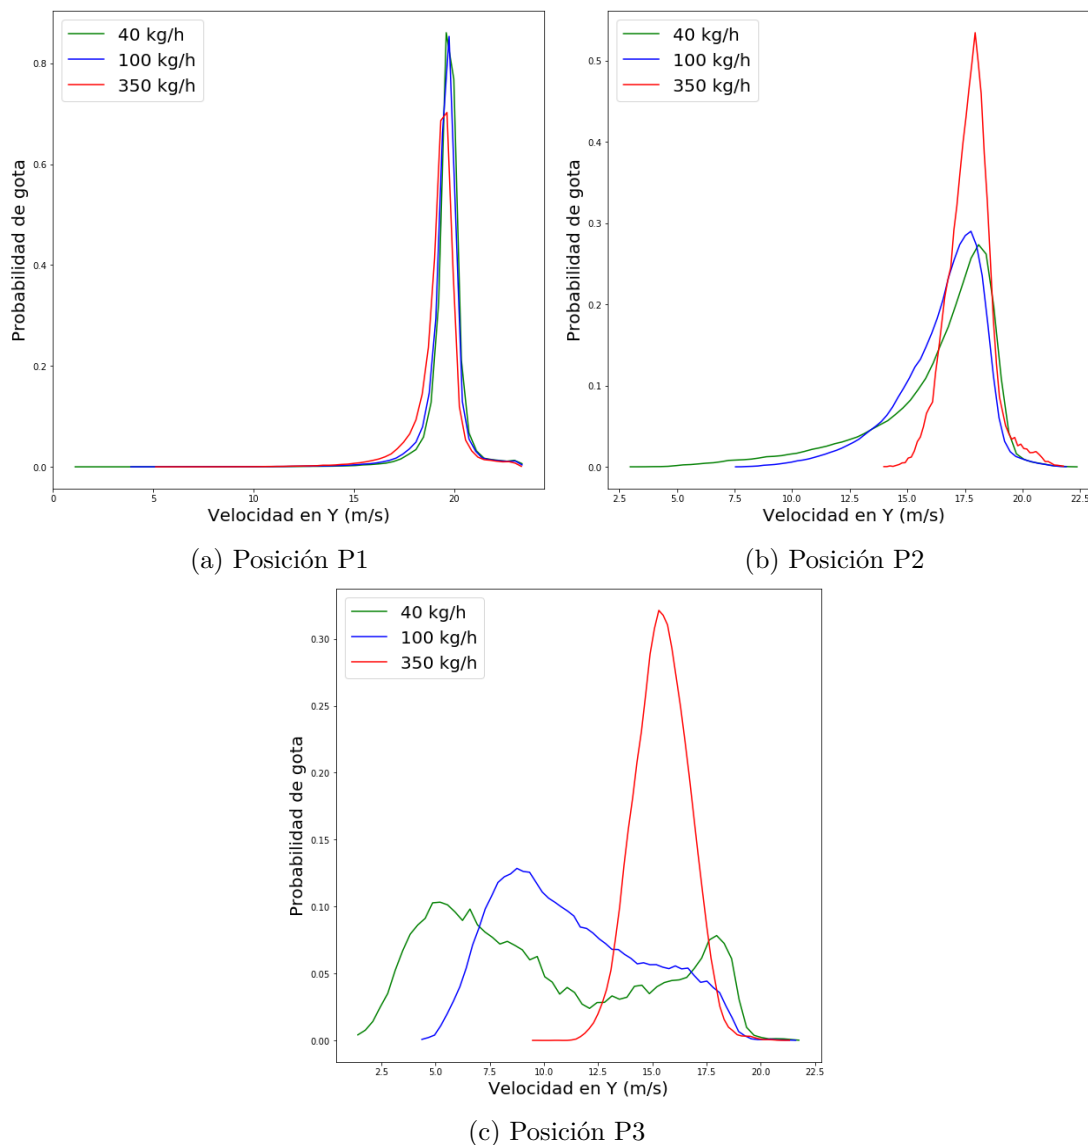 40 kg/h
100 kg/h
350 kg/h
Probabilidad de gota
0.8
0.6
0.4
0.2
0.0
0
5
10
15
20
Velocidad en Y (m/s)
(a) Posición P1
40 kg/h
100 kg/h
350 kg/h
Probabilidad de gota
0.5
0.4
0.3
0.2
0.1
0.0
2.5
5.0
7.5
10.0
12.5
15.0
17.5
20.0
22.5
Velocidad en Y (m/s)
(b) Posición P2
40 kg/h
100 kg/h
350 kg/h
Probabilidad de gota
0.30
0.25
0.20
0.15
0.10
0.05
0.00
2.5
5.0
7.5
10.0
12.5
15.0
17.5
20.0
22.5
Velocidad en Y (m/s)
(c) Posición P3